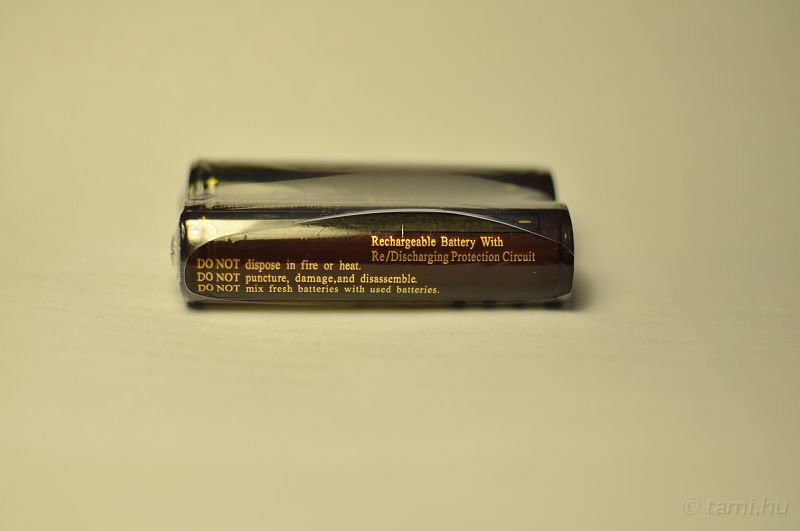 Rechargeable Battery With
Re/Discharging Protection Circuit
DO NOT dispose in fire or heat.
DO NOT puncture, damage,and disassemble.
DO NOT mix fresh batteries with used batteries.
© tami.hu